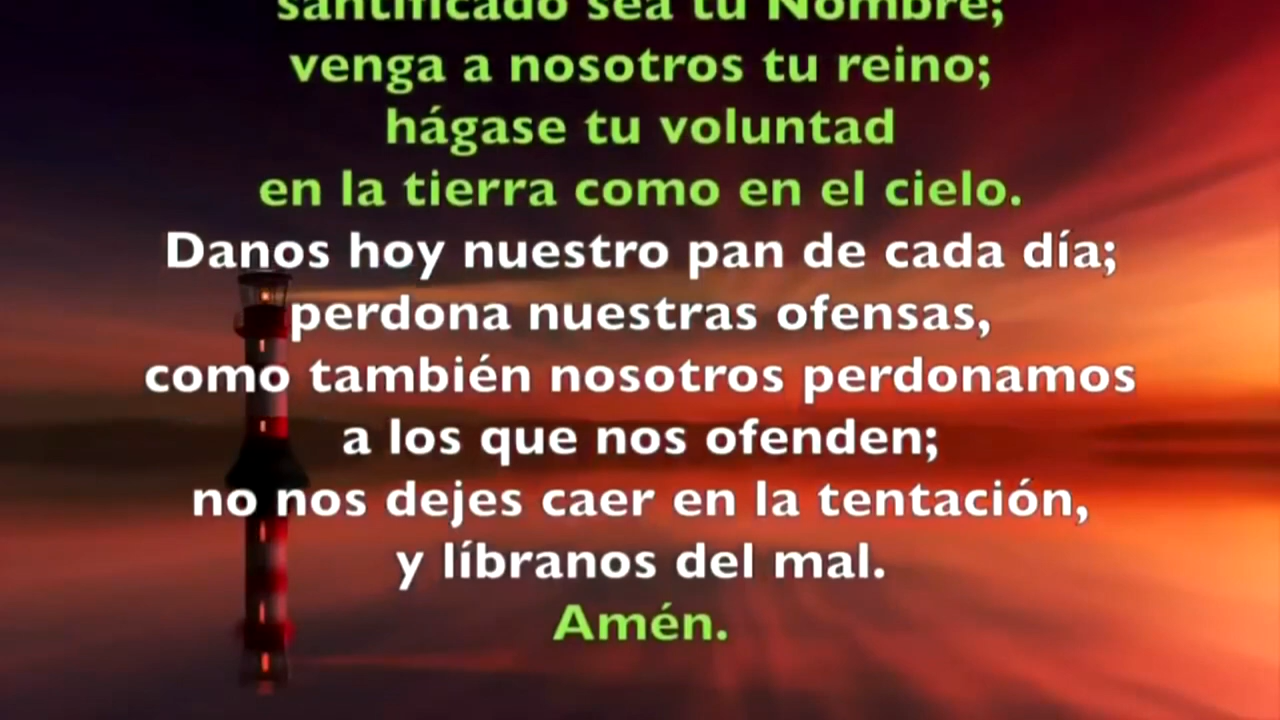 santificado sea tu Nombre;
venga a nosotros tu reino;
hágase tu voluntad
en la tierra como en el cielo.
Danos hoy nuestro pan de cada día;
perdona nuestras ofensas,
como también nosotros perdonamos
a los que nos ofenden;
no nos dejes caer en la tentación,
y líbranos del mal.
Amén.